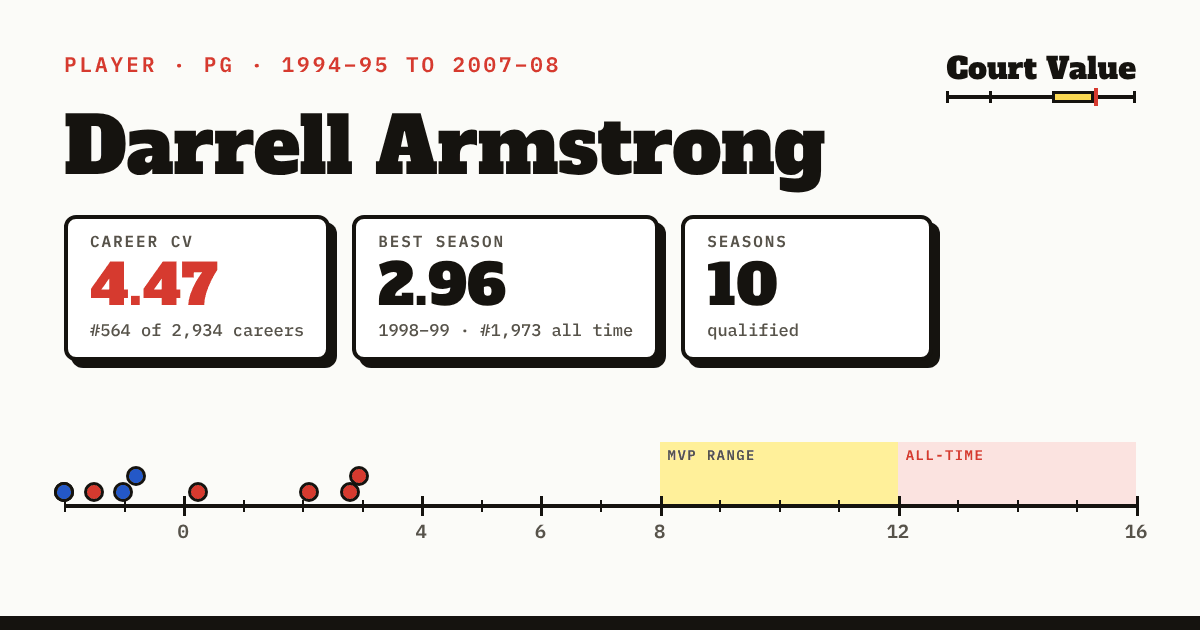 PLAYER · PG · 1994–95 TO 2007–08
Court Value
Darrell Armstrong
CAREER CV
4.47
#564 of 2,934 careers
BEST SEASON
2.96
1998–99 · #1,973 all time
SEASONS
10
qualified
MVP RANGE
ALL-TIME
0 4 6 8 12 16